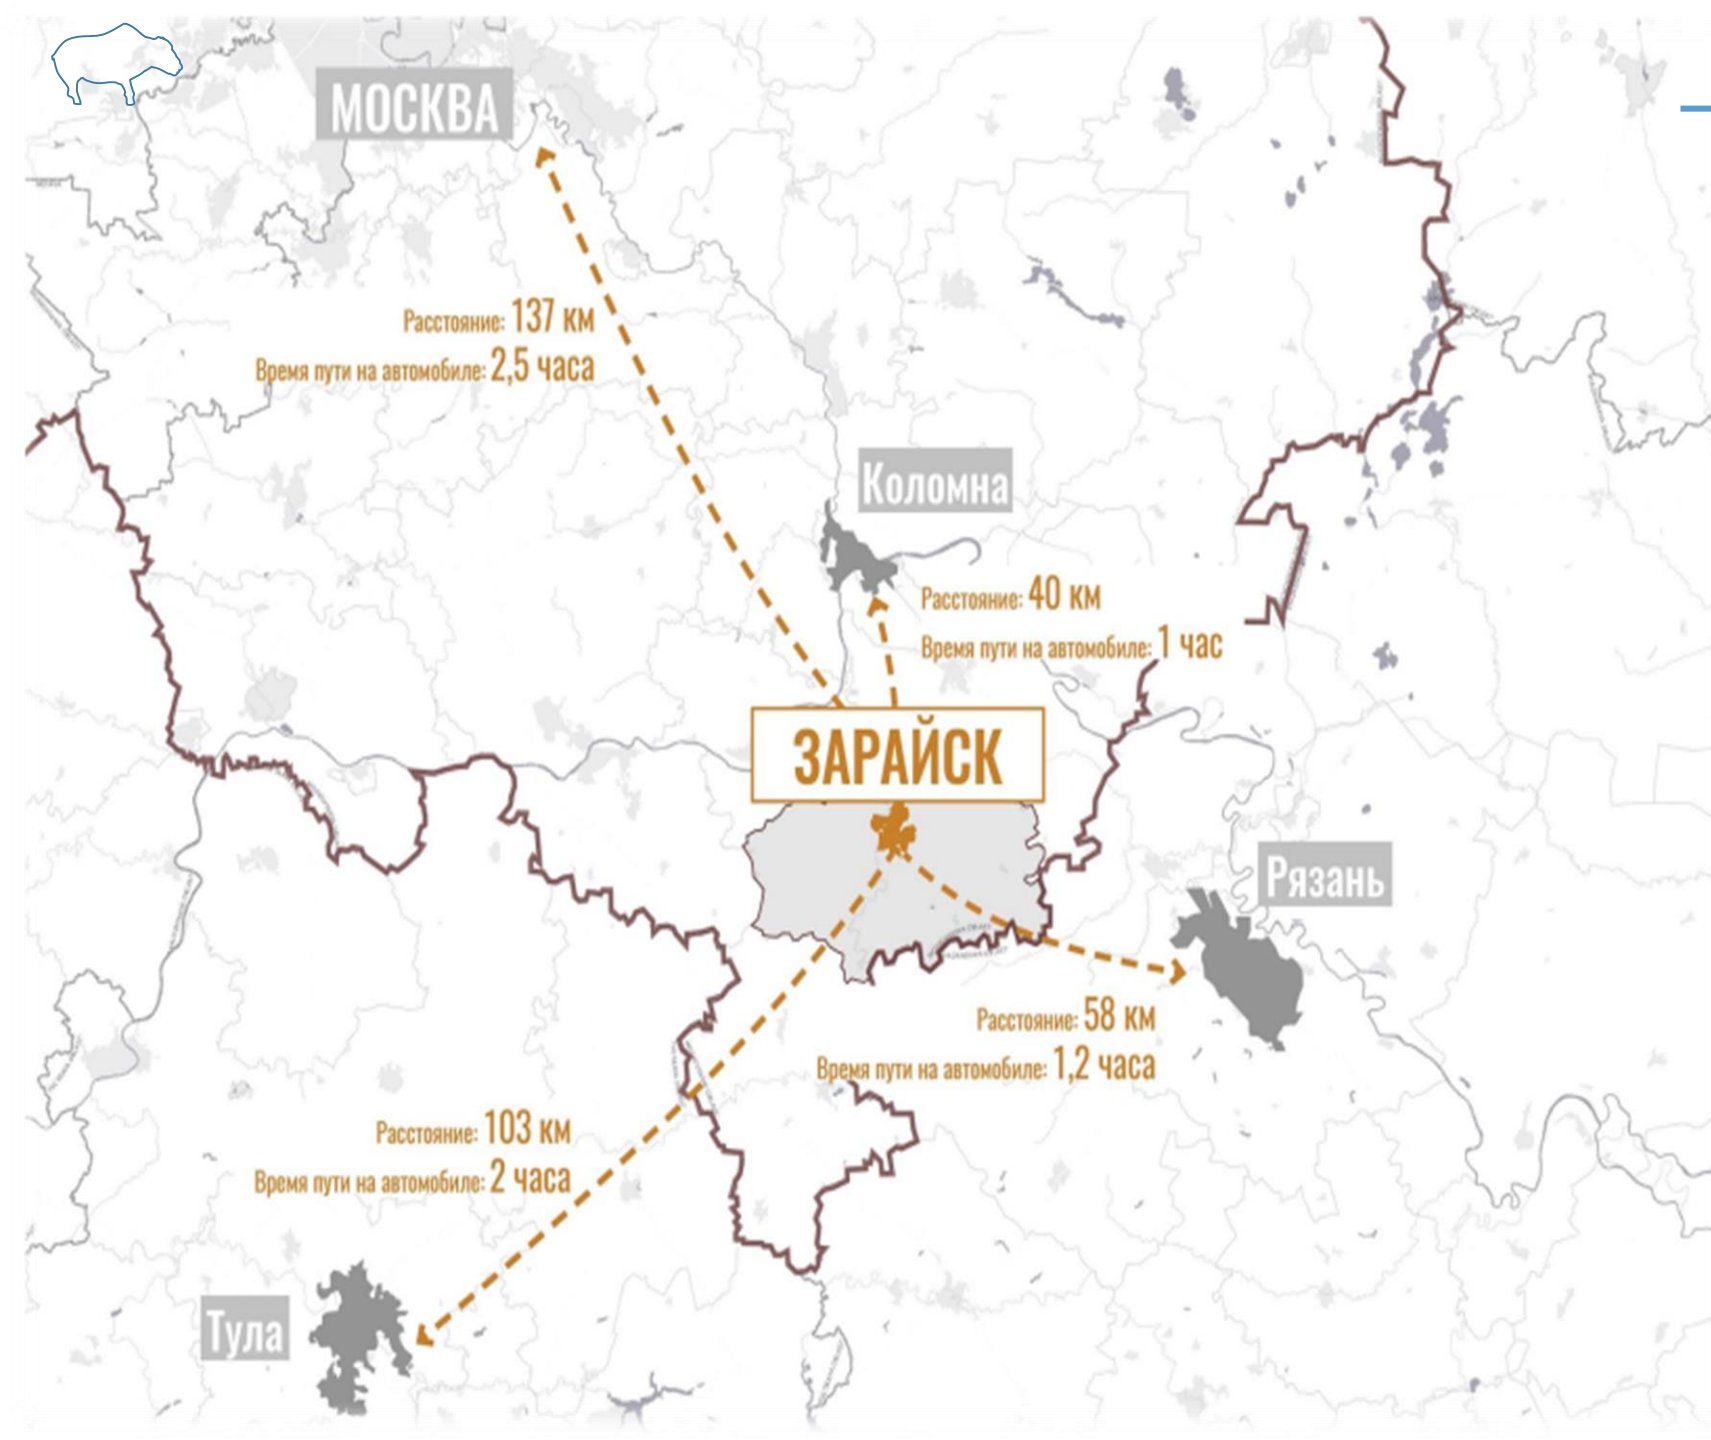 МОСКВА
Расстояние: 137 км
Время пути на автомобиле: 2,5 часа
Коломна
Расстояние: 40 км
Время пути на автомобиле: 1 час
ЗАРАЙСК
Рязань
Расстояние: 58 км
Время пути на автомобиле: 1,2 часа
Расстояние: 103 км
Время пути на автомобиле: 2 часа
Тула